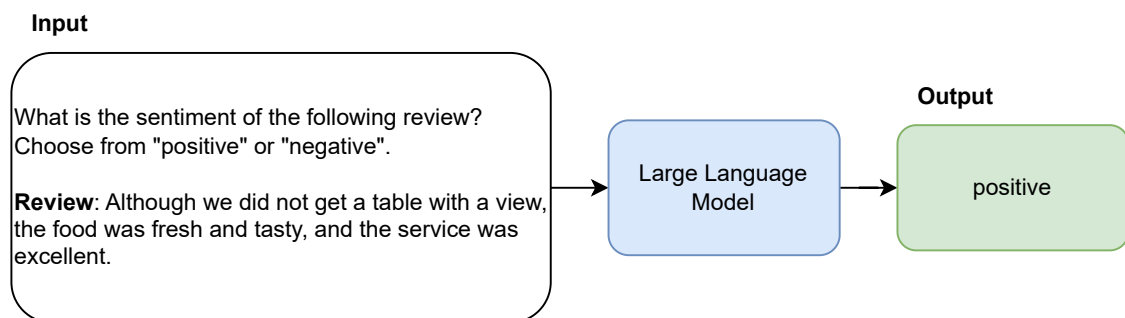 Input
What is the sentiment of the following review?
Choose from "positive" or "negative".
Review: Although we did not get a table with a view,
the food was fresh and tasty, and the service was
excellent.
Large Language
Model
Output
positive